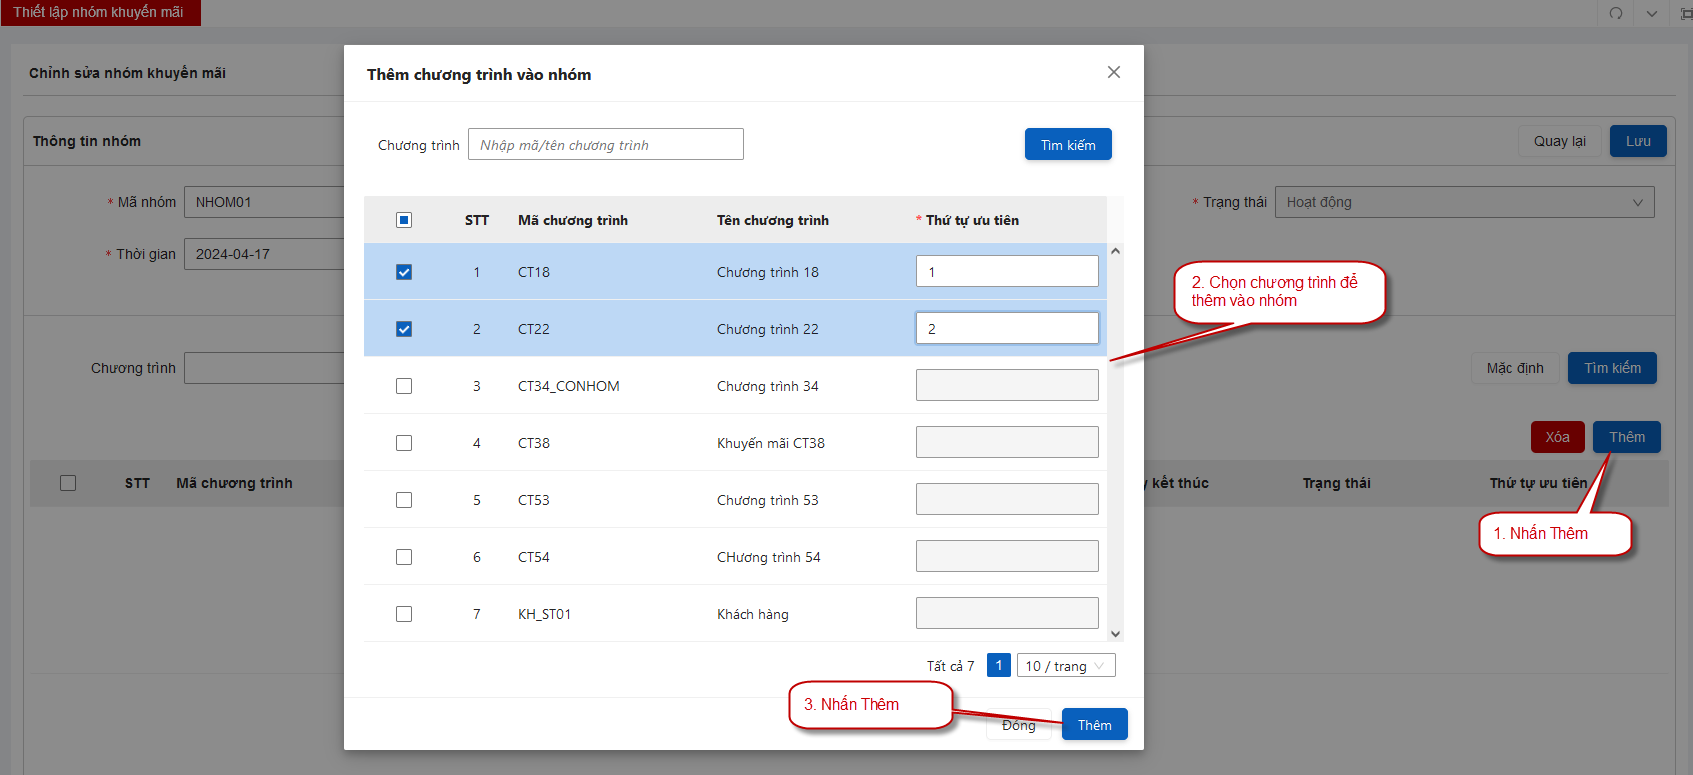 Thiết lập nhóm khuyến mãi
Chỉnh sửa nhóm khuyến mãi
Thông tin nhóm
Quay lại
Lưu
* Mã nhóm
NHOM01
* Trạng thái
Hoạt động
* Thời gian
2024-04-17
Chương trình
Mặc định
Tìm kiếm
Xóa
Thêm
STT
Mã chương trình
kết thúc
Trạng thái
Thứ tự ưu tiên
1. Nhấn Thêm
Thêm chương trình vào nhóm
Chương trình
Nhập mã/tên chương trình
Tìm kiếm
STT Mã chương trình Tên chương trình * Thứ tự ưu tiên
1 CT18 Chương trình 18 1
2 CT22 Chương trình 22 2
3 CT34_CONHOM Chương trình 34
4 CT38 Khuyến mãi CT38
5 CT53 Chương trình 53
6 CT54 CHương trình 54
7 KH_ST01 Khách hàng
2. Chọn chương trình để
thêm vào nhóm
Tất cả 7 1 10 / trang
3. Nhấn Thêm
Đóng
Thêm